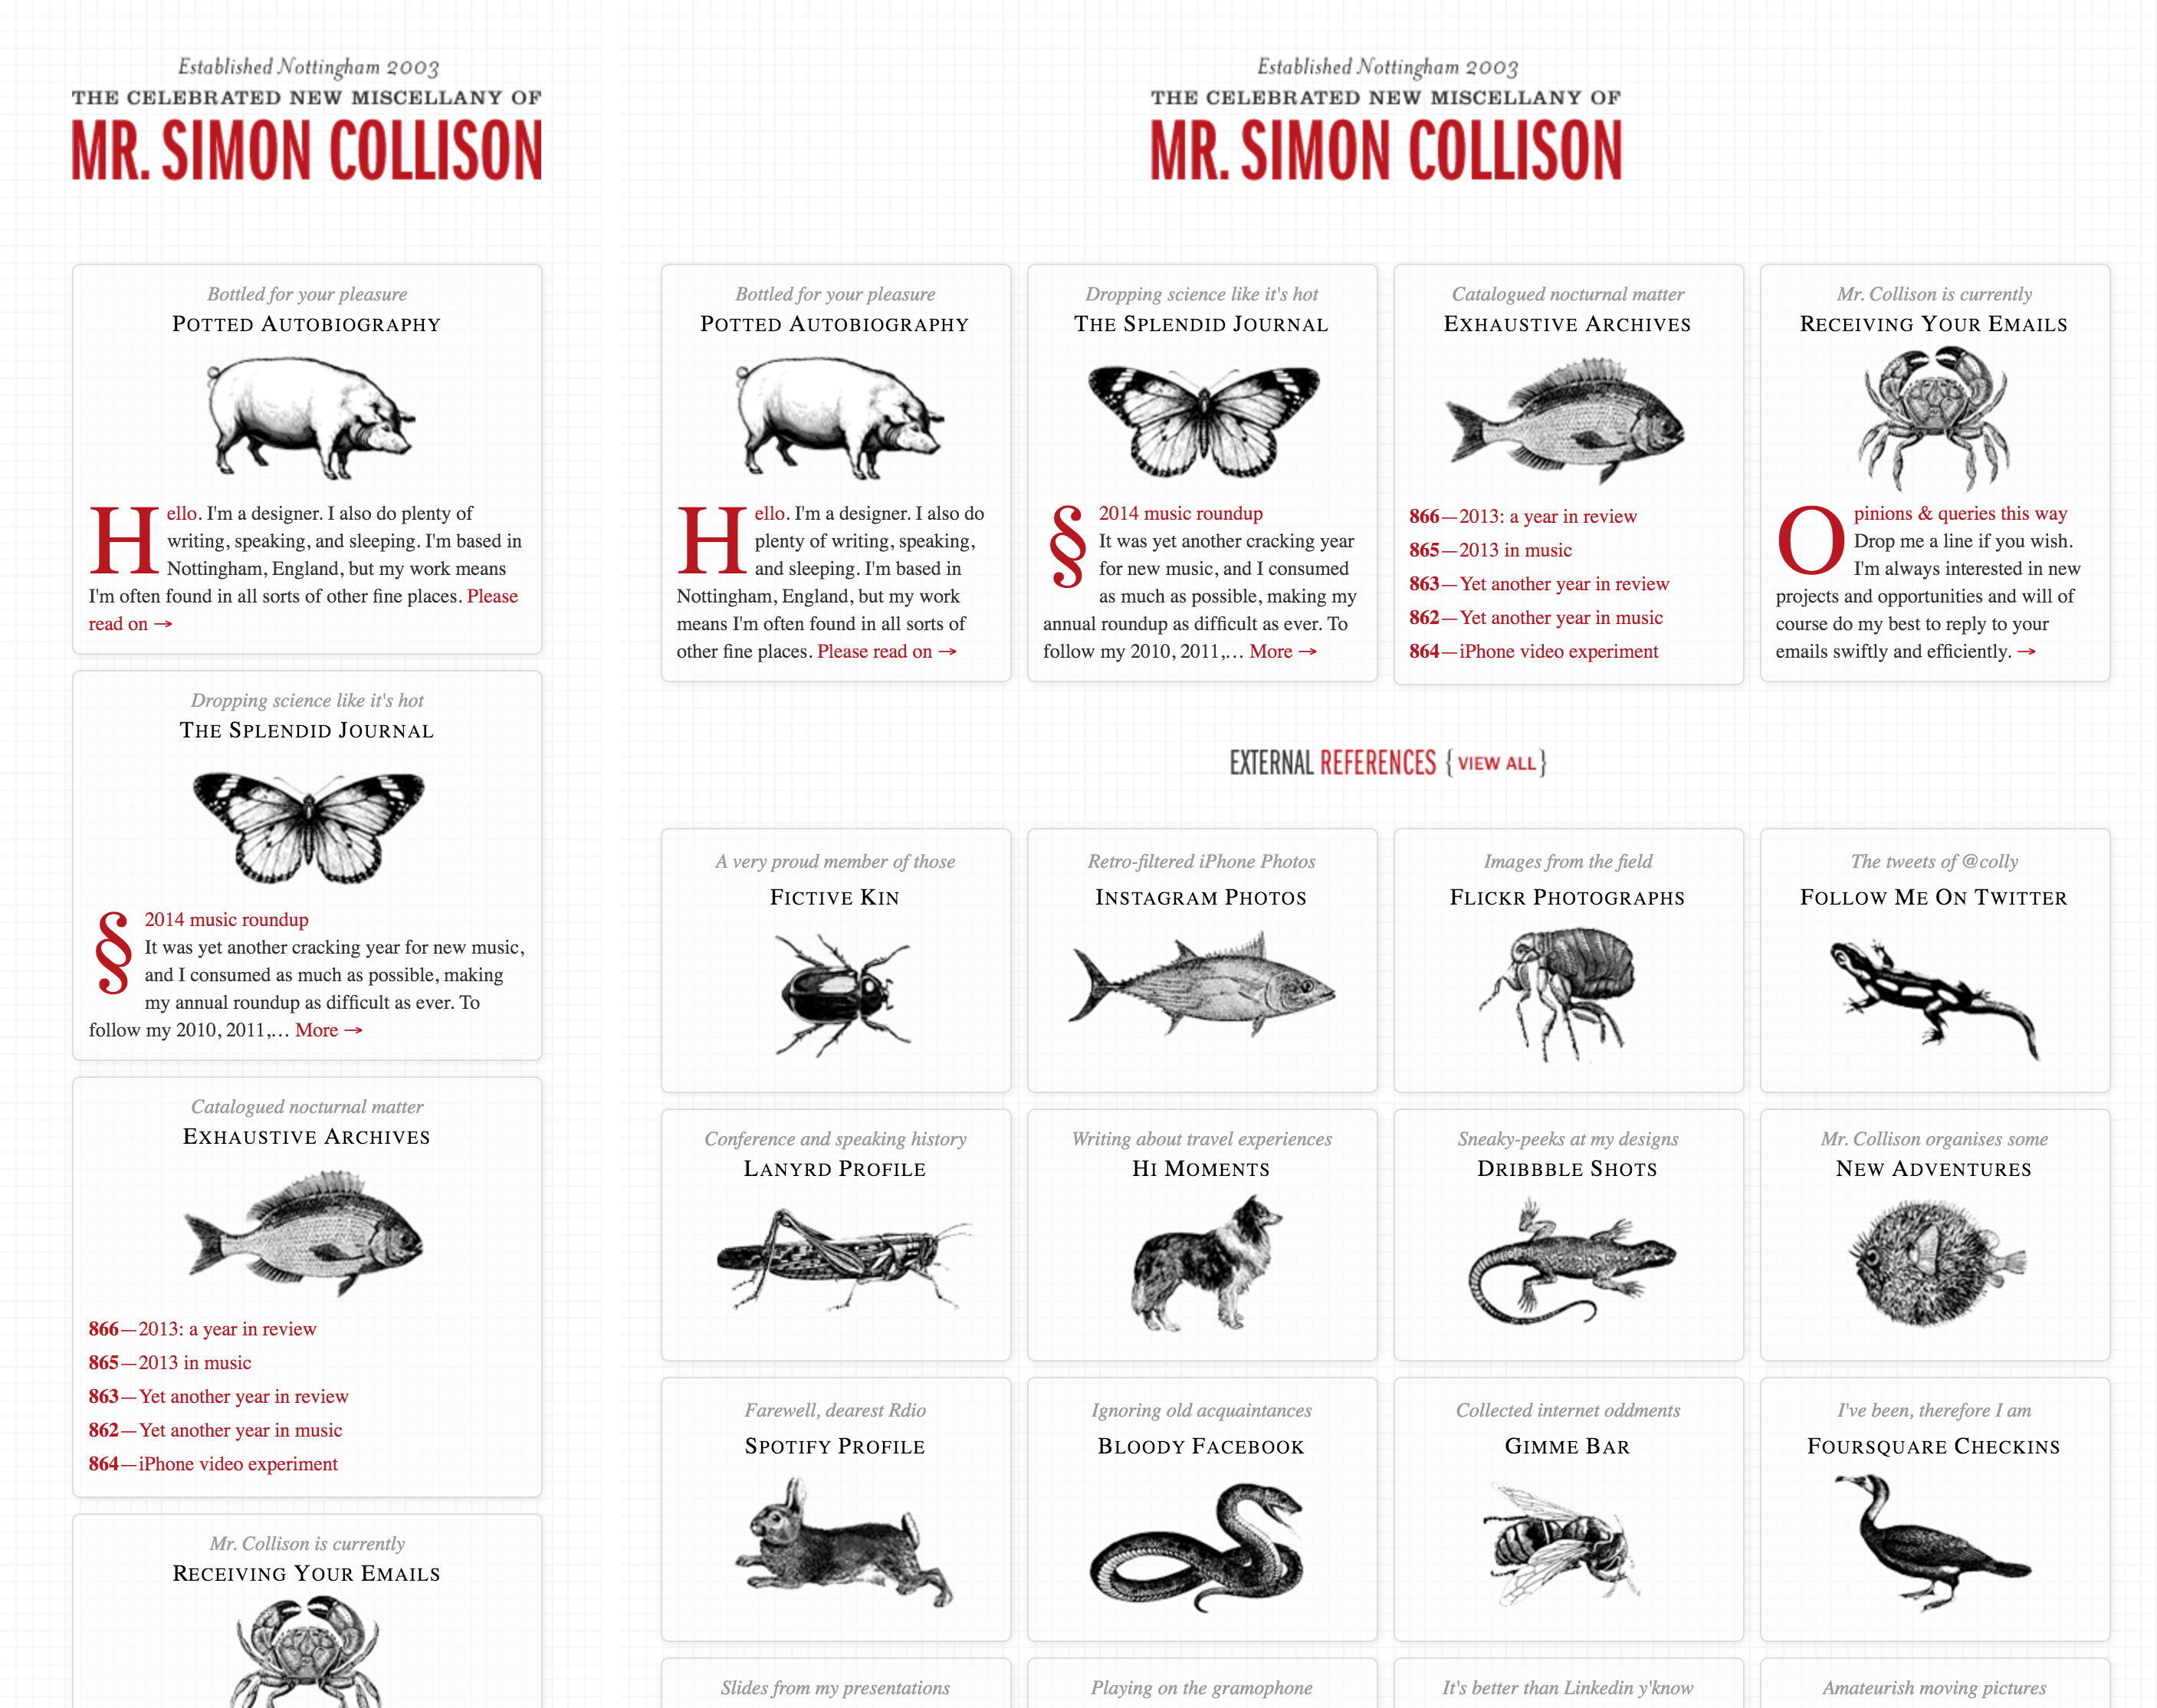 Established Nottingham 2003
THE CELEBRATED NEW MISCELLANY OF
MR. SIMON COLLISON
Bottled for your pleasure
POTTED AUTOBIOGRAPHY
Hello. I'm a designer. I also do plenty of
writing, speaking, and sleeping. I'm based in
Nottingham, England, but my work means
I'm often found in all sorts of other fine places. Please
read on →
Dropping science like it's hot
THE SPLENDID JOURNAL
§ 2014 music roundup
It was yet another cracking year for new music,
and I consumed as much as possible, making
my annual roundup as difficult as ever. To
follow my 2010, 2011,… More →
Catalogued nocturnal matter
EXHAUSTIVE ARCHIVES
866—2013: a year in review
865—2013 in music
863—Yet another year in review
862—Yet another year in music
864—iPhone video experiment
Mr. Collison is currently
RECEIVING YOUR EMAILS
Established Nottingham 2003
THE CELEBRATED NEW MISCELLANY OF
MR. SIMON COLLISON
Bottled for your pleasure
POTTED AUTOBIOGRAPHY
Hello. I'm a designer. I also do
plenty of writing, speaking,
and sleeping. I'm based in
Nottingham, England, but my work
means I'm often found in all sorts of
other fine places. Please read on →
Dropping science like it's hot
THE SPLENDID JOURNAL
§ 2014 music roundup
It was yet another cracking year
for new music, and I consumed
as much as possible, making my
annual roundup as difficult as ever. To
follow my 2010, 2011,… More →
Catalogued nocturnal matter
EXHAUSTIVE ARCHIVES
866—2013: a year in review
865—2013 in music
863—Yet another year in review
862—Yet another year in music
864—iPhone video experiment
Mr. Collison is currently
RECEIVING YOUR EMAILS
Opinions & queries this way
Drop me a line if you wish.
I'm always interested in new
projects and opportunities and will of
course do my best to reply to your
emails swiftly and efficiently. →
EXTERNAL REFERENCES { VIEW ALL }
A very proud member of those
FICTIVE KIN
Retro-filtered iPhone Photos
INSTAGRAM PHOTOS
Images from the field
FLICKR PHOTOGRAPHS
The tweets of @colly
FOLLOW ME ON TWITTER
Conference and speaking history
LANYRD PROFILE
Writing about travel experiences
HI MOMENTS
Sneaky-peeks at my designs
DRIBBBLE SHOTS
Mr. Collison organises some
NEW ADVENTURES
Farewell, dearest Rdio
SPOTIFY PROFILE
Ignoring old acquaintances
BLOODY FACEBOOK
Collected internet oddments
GIMME BAR
I've been, therefore I am
FOURSQUARE CHECKINS
Slides from my presentations
Playing on the gramophone
It's better than Linkedin y'know
Amateurish moving pictures